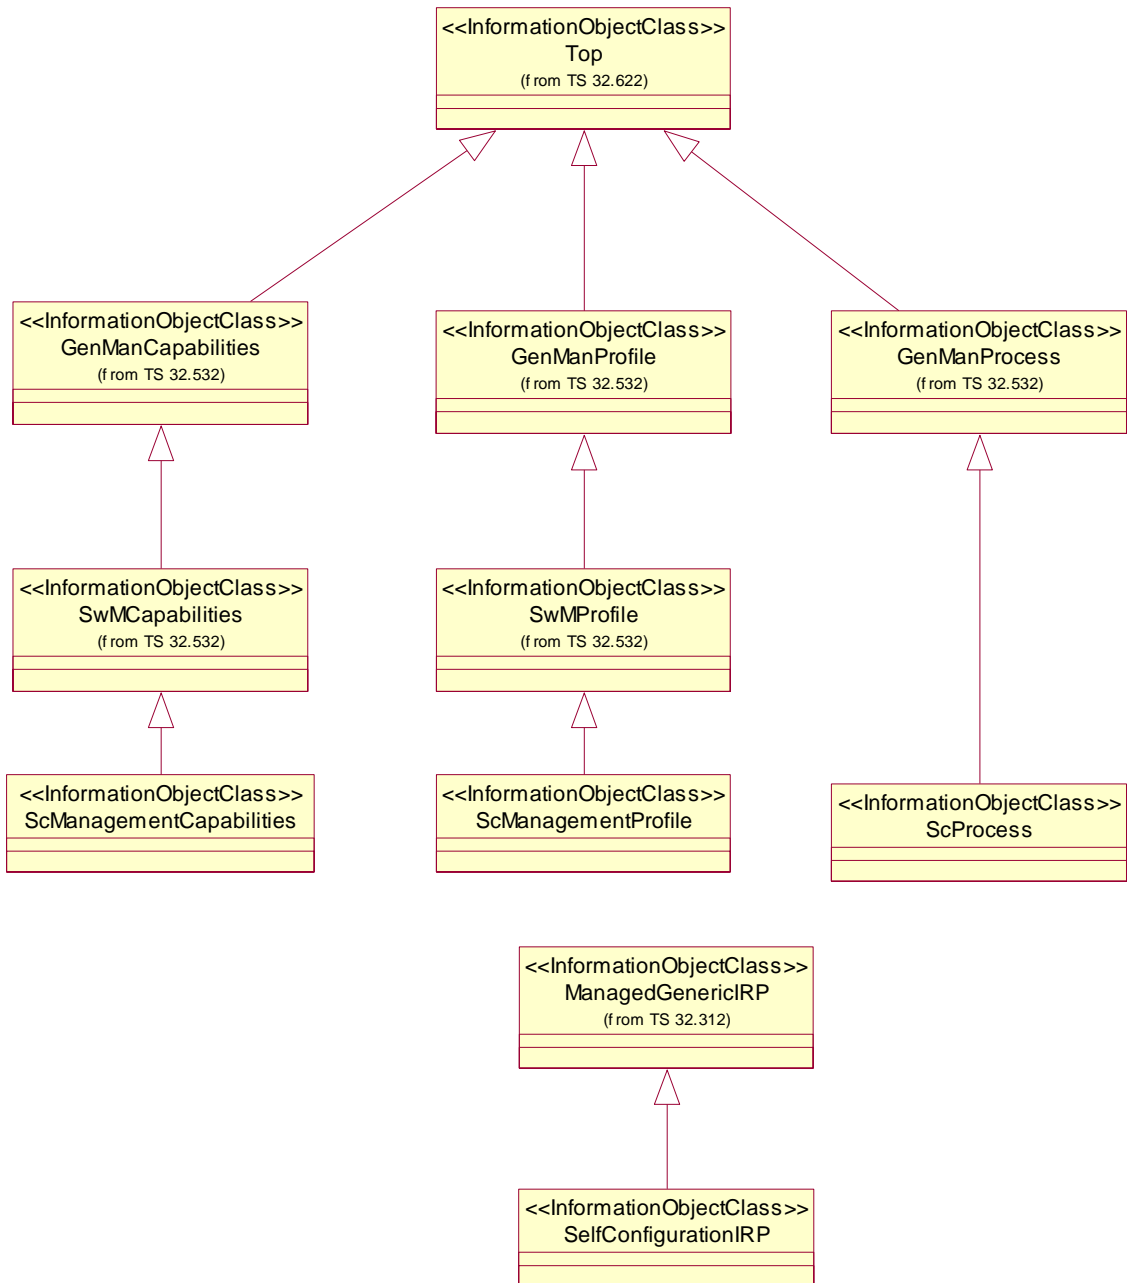 <<InformationObjectClass>>
Top
(from TS 32.622)
<<InformationObjectClass>>
GenManCapabilities
(from TS 32.532)
<<InformationObjectClass>>
GenManProfile
(from TS 32.532)
<<InformationObjectClass>>
GenManProcess
(from TS 32.532)
<<InformationObjectClass>>
SwMCapabilities
(from TS 32.532)
<<InformationObjectClass>>
SwMProfile
(from TS 32.532)
<<InformationObjectClass>>
ScManagementCapabilities
<<InformationObjectClass>>
ScManagementProfile
<<InformationObjectClass>>
ScProcess
<<InformationObjectClass>>
ManagedGenericIRP
(from TS 32.312)
<<InformationObjectClass>>
SelfConfigurationIRP